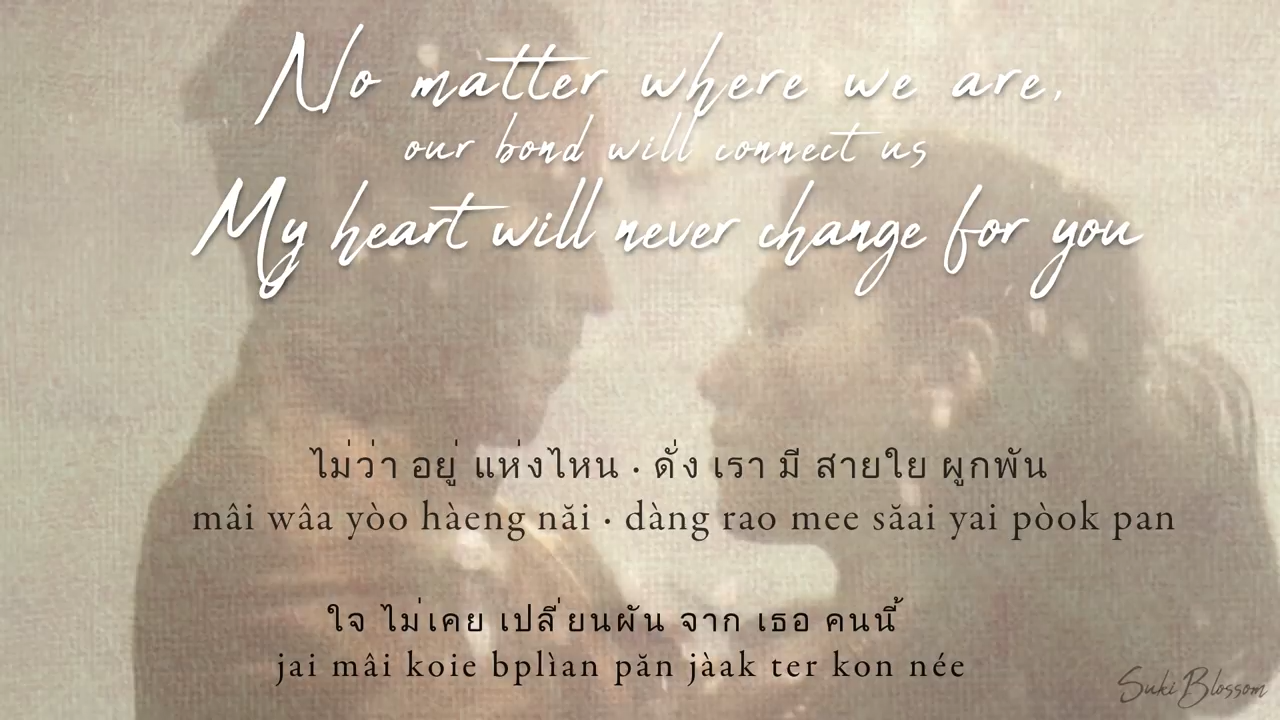 No matter where we are,
our bond will connect us
My heart will never change for you
ไม่ว่า อยู่ แห่งไหน · ดั่ง เรา มี สายใย ผูกพัน
mâi wâa yòo hàeng năi · dàng rao mee săai yai pòok pan
ใจ ไม่เคย เปลี่ยนผัน จาก เธอ คนนี้
jai mâi koie bplìan păn jàak ter kon née
Suki Blossom